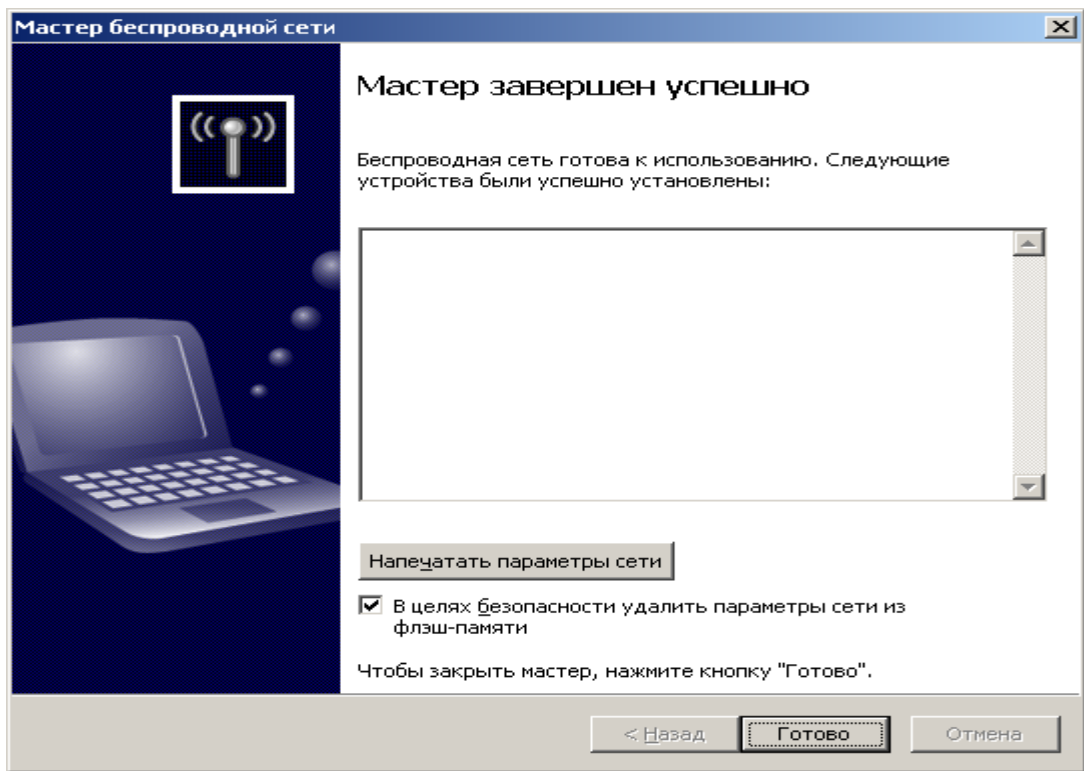 Мастер беспроводной сети
Мастер завершен успешно
Беспроводная сеть готова к использованию. Следующие
устройства были успешно установлены:
Напечатать параметры сети
В целях безопасности удалить параметры сети из
флэш-памяти
Чтобы закрыть мастер, нажмите кнопку "Готово".
< Назад Готово Отмена